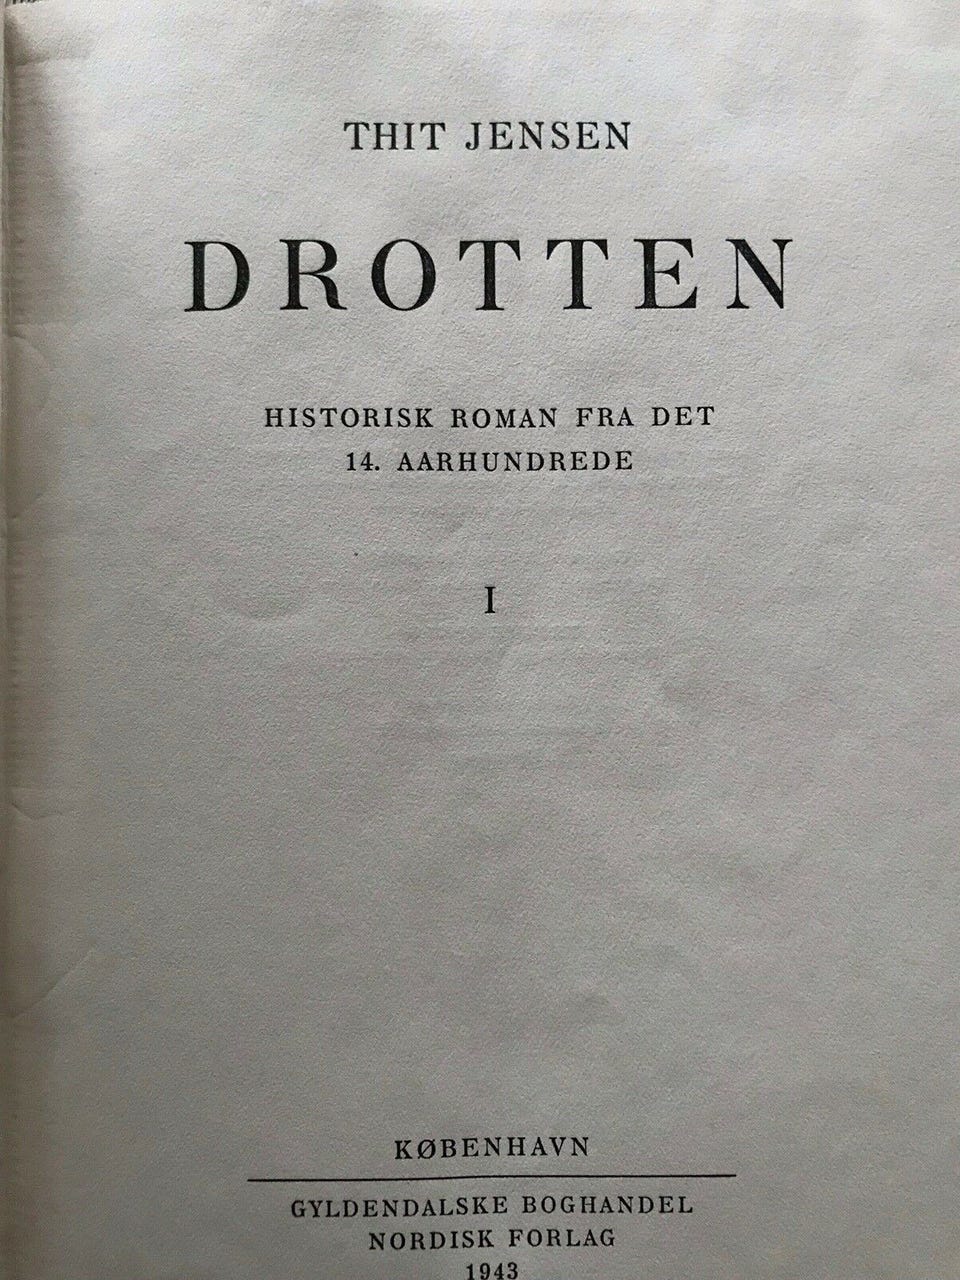 THIT JENSEN
DROTTEN
HISTORISK ROMAN FRA DET
14. AARHUNDREDE
I
KØBENHAVN
GYLDENDALSKE BOGHANDEL
NORDISK FORLAG
1943